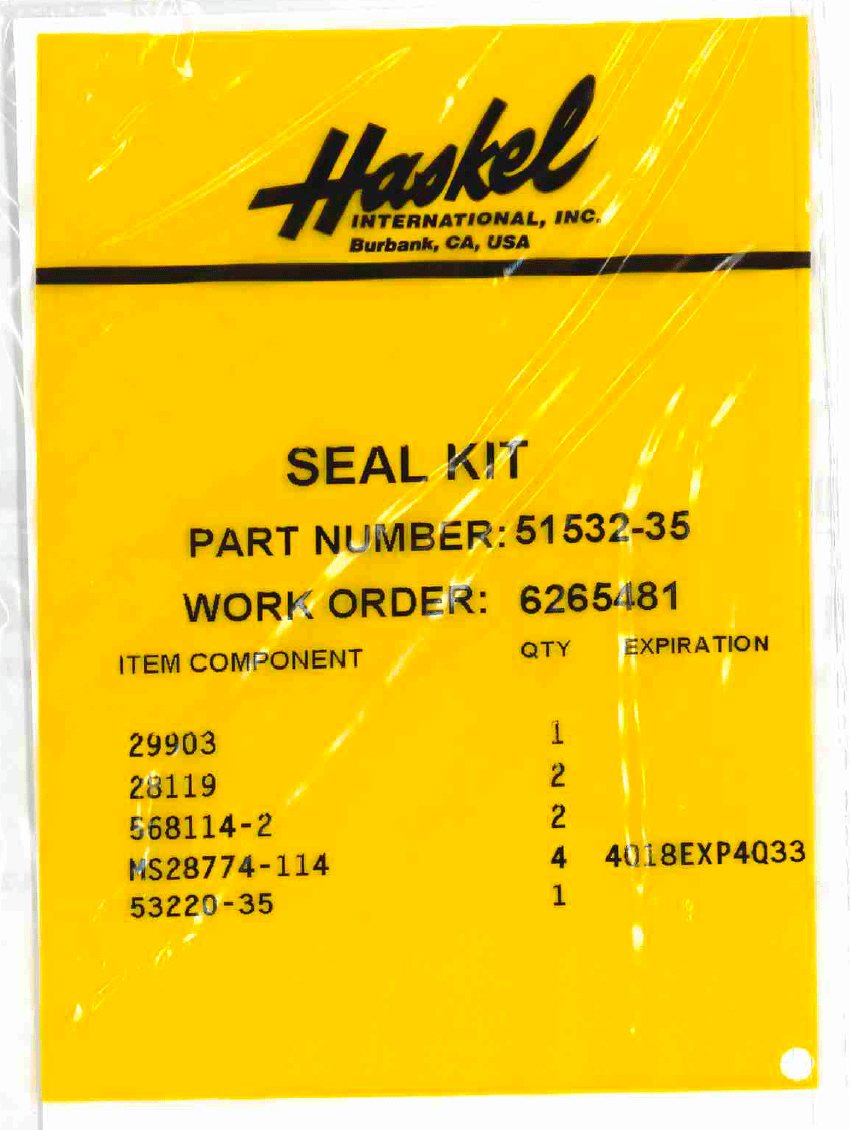 Haskel
INTERNATIONAL, INC.
Burbank, CA, USA
SEAL KIT
PART NUMBER: 51532-35
WORK ORDER: 6265481
ITEM COMPONENT QTY EXPIRATION
29903 1
28119 2
568114-2 2
MS28774-114 4 4Q18EXP4Q33
53220-35 1